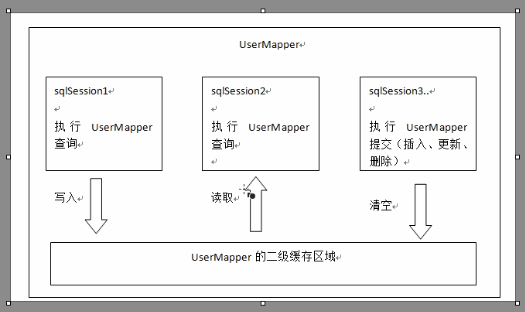 UserMapper
sqlSession1
执行 UserMapper
查询
sqlSession2
执行 UserMapper
查询
sqlSession3..
执行 UserMapper
提交（插入、更新、
删除）
写入
读取
清空
UserMapper 的二级缓存区域